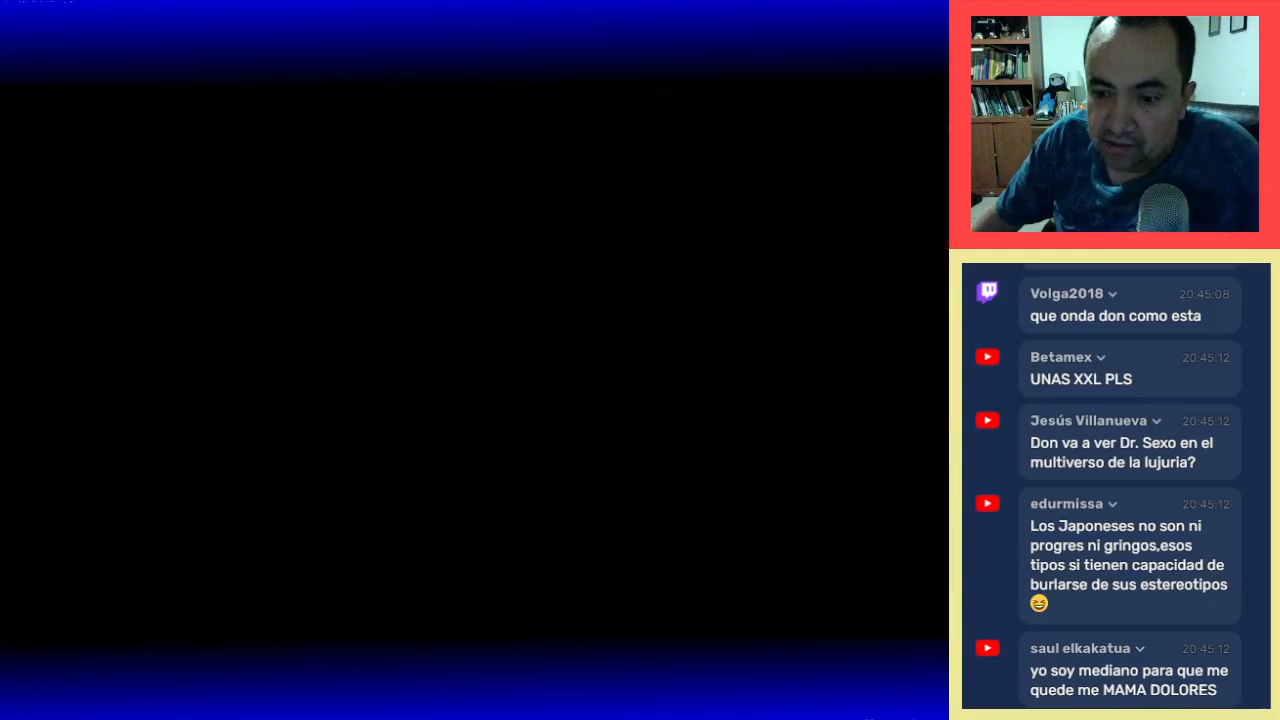 Volga2018
20:45:08
que onda don como esta
Betamex
20:45:12
UNAS XXL PLS
Jesús Villanueva
20:45:12
Don va a ver Dr. Sexo en el
multiverso de la lujuria?
edurmissa
20:45:12
Los Japoneses no son ni
progres ni gringos,esos
tipos si tienen capacidad de
burlarse de sus estereotipos
😆
saul elkakatua
20:45:12
yo soy mediano para que me
quede me MAMA DOLORES